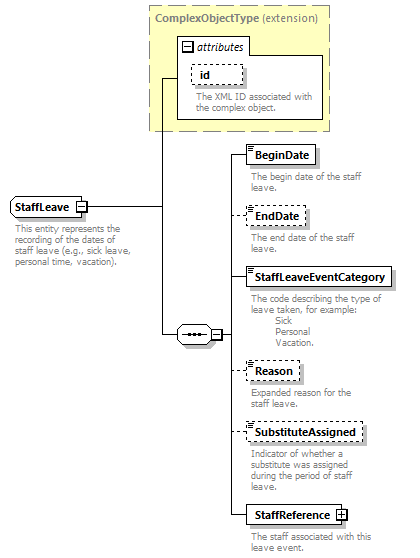 ComplexObjectType (extension)
attributes
id
The XML ID associated with
the complex object.
StaffLeave
This entity represents the
recording of the dates of
staff leave (e.g., sick leave,
personal time, vacation).
BeginDate
The begin date of the staff
leave.
EndDate
The end date of the staff
leave.
StaffLeaveEventCategory
The code describing the type of
leave taken, for example:
Sick
Personal
Vacation.
Reason
Expanded reason for the
staff leave.
SubstituteAssigned
Indicator of whether a
substitute was assigned
during the period of staff
leave.
StaffReference
The staff associated with this
leave event.